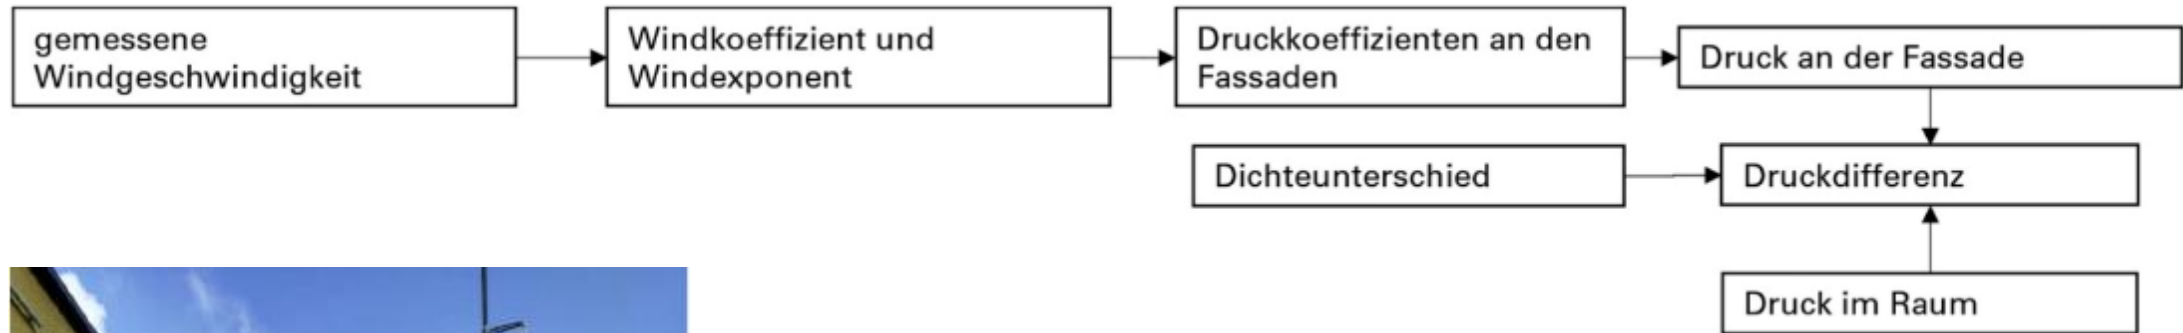 gemessene
Windgeschwindigkeit
Windkoeffizient und
Windexponent
Druckkoeffizienten an den
Fassaden
Druck an der Fassade
Dichteunterschied
Druckdifferenz
Druck im Raum